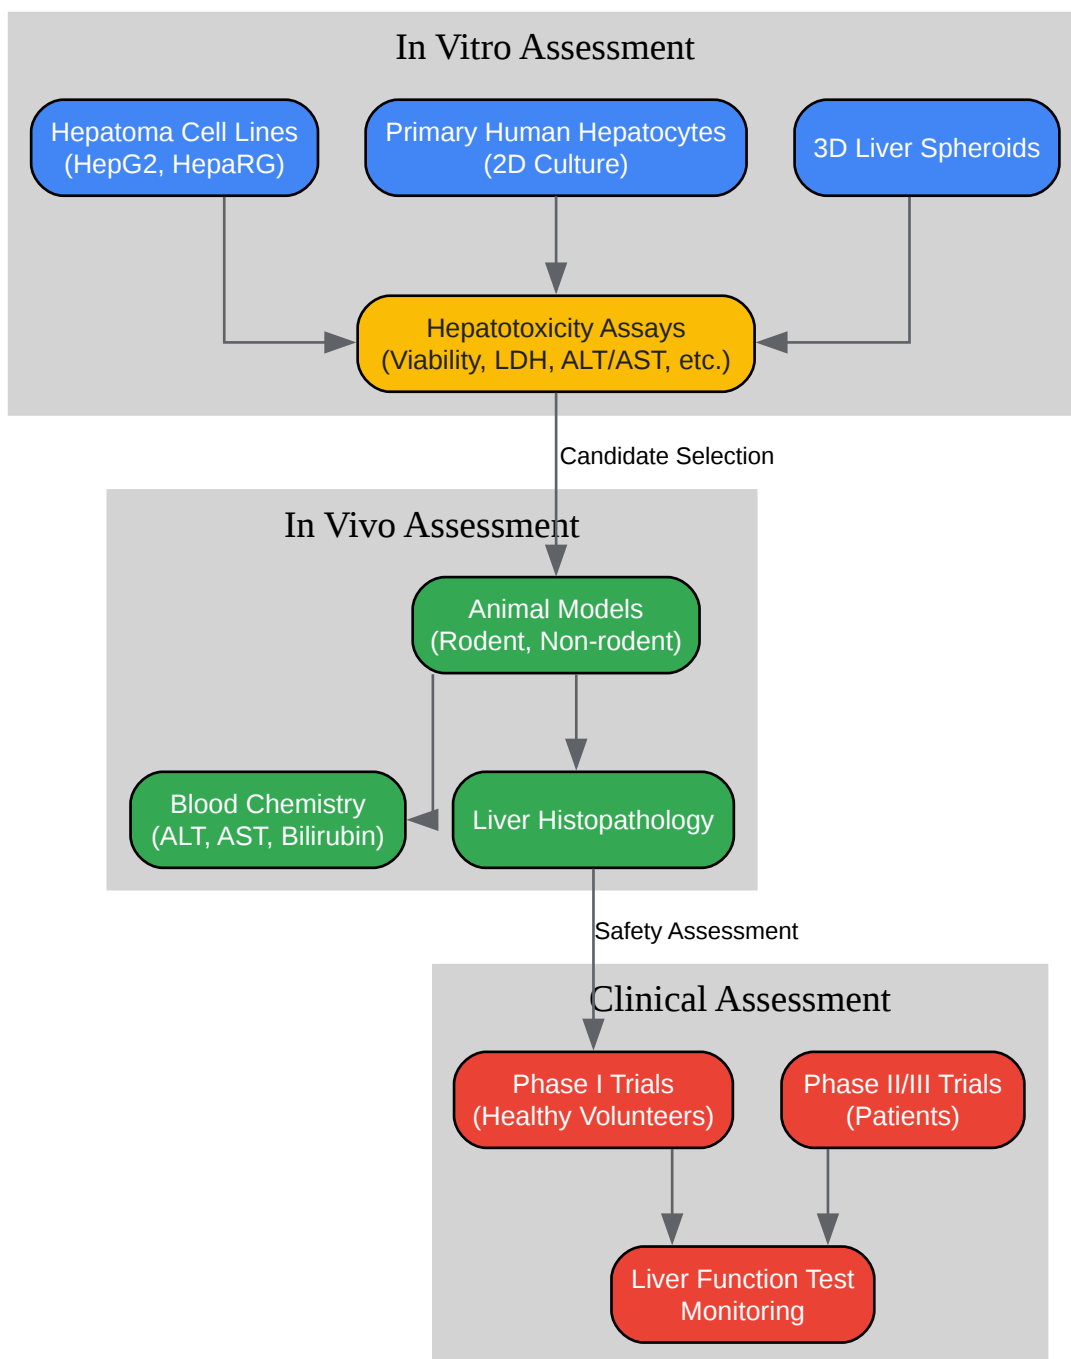 In Vitro Assessment
Hepatoma Cell Lines
(HepG2, HepaRG)
Primary Human Hepatocytes
(2D Culture)
3D Liver Spheroids
Hepatotoxicity Assays
(Viability, LDH, ALT/AST, etc.)
Candidate Selection
In Vivo Assessment
Animal Models
(Rodent, Non-rodent)
Blood Chemistry
(ALT, AST, Bilirubin)
Liver Histopathology
Safety Assessment
Clinical Assessment
Phase I Trials
(Healthy Volunteers)
Phase II/III Trials
(Patients)
Liver Function Test
Monitoring